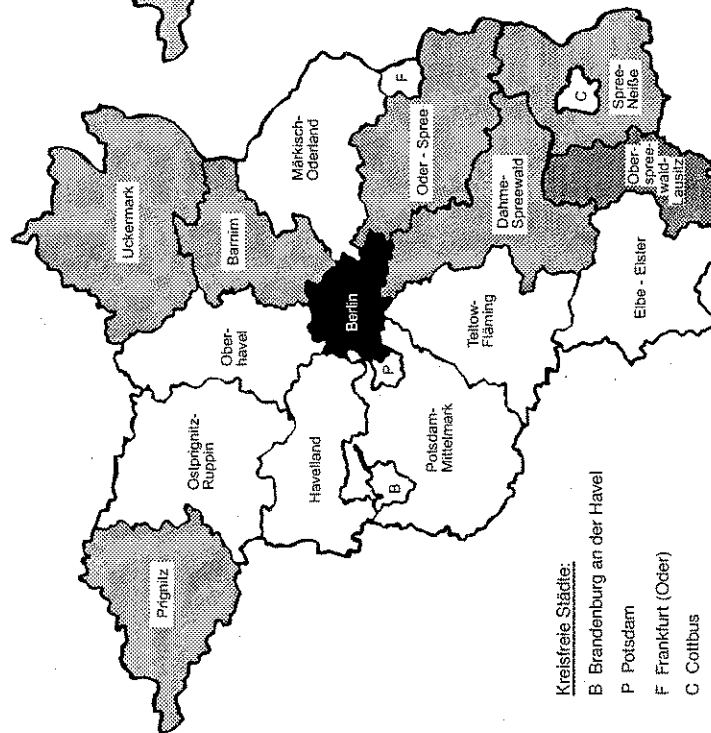 Prignitz
Ostprignitz-
Ruppin
Ober-
havel
Uckermark
Barnim
Havelland
Berlin
Märkisch-
Oderland
B
P
F
Potsdam-
Mittelmark
Teltow-
Fläming
Dahme-
Spreewald
Oder - Spree
C
Spree-
Neiße
Ober-
spree-
wald-
Lausitz
Elbe - Elster
Kreisfreie Städte:
B Brandenburg an der Havel
P Potsdam
F Frankfurt (Oder)
C Cottbus